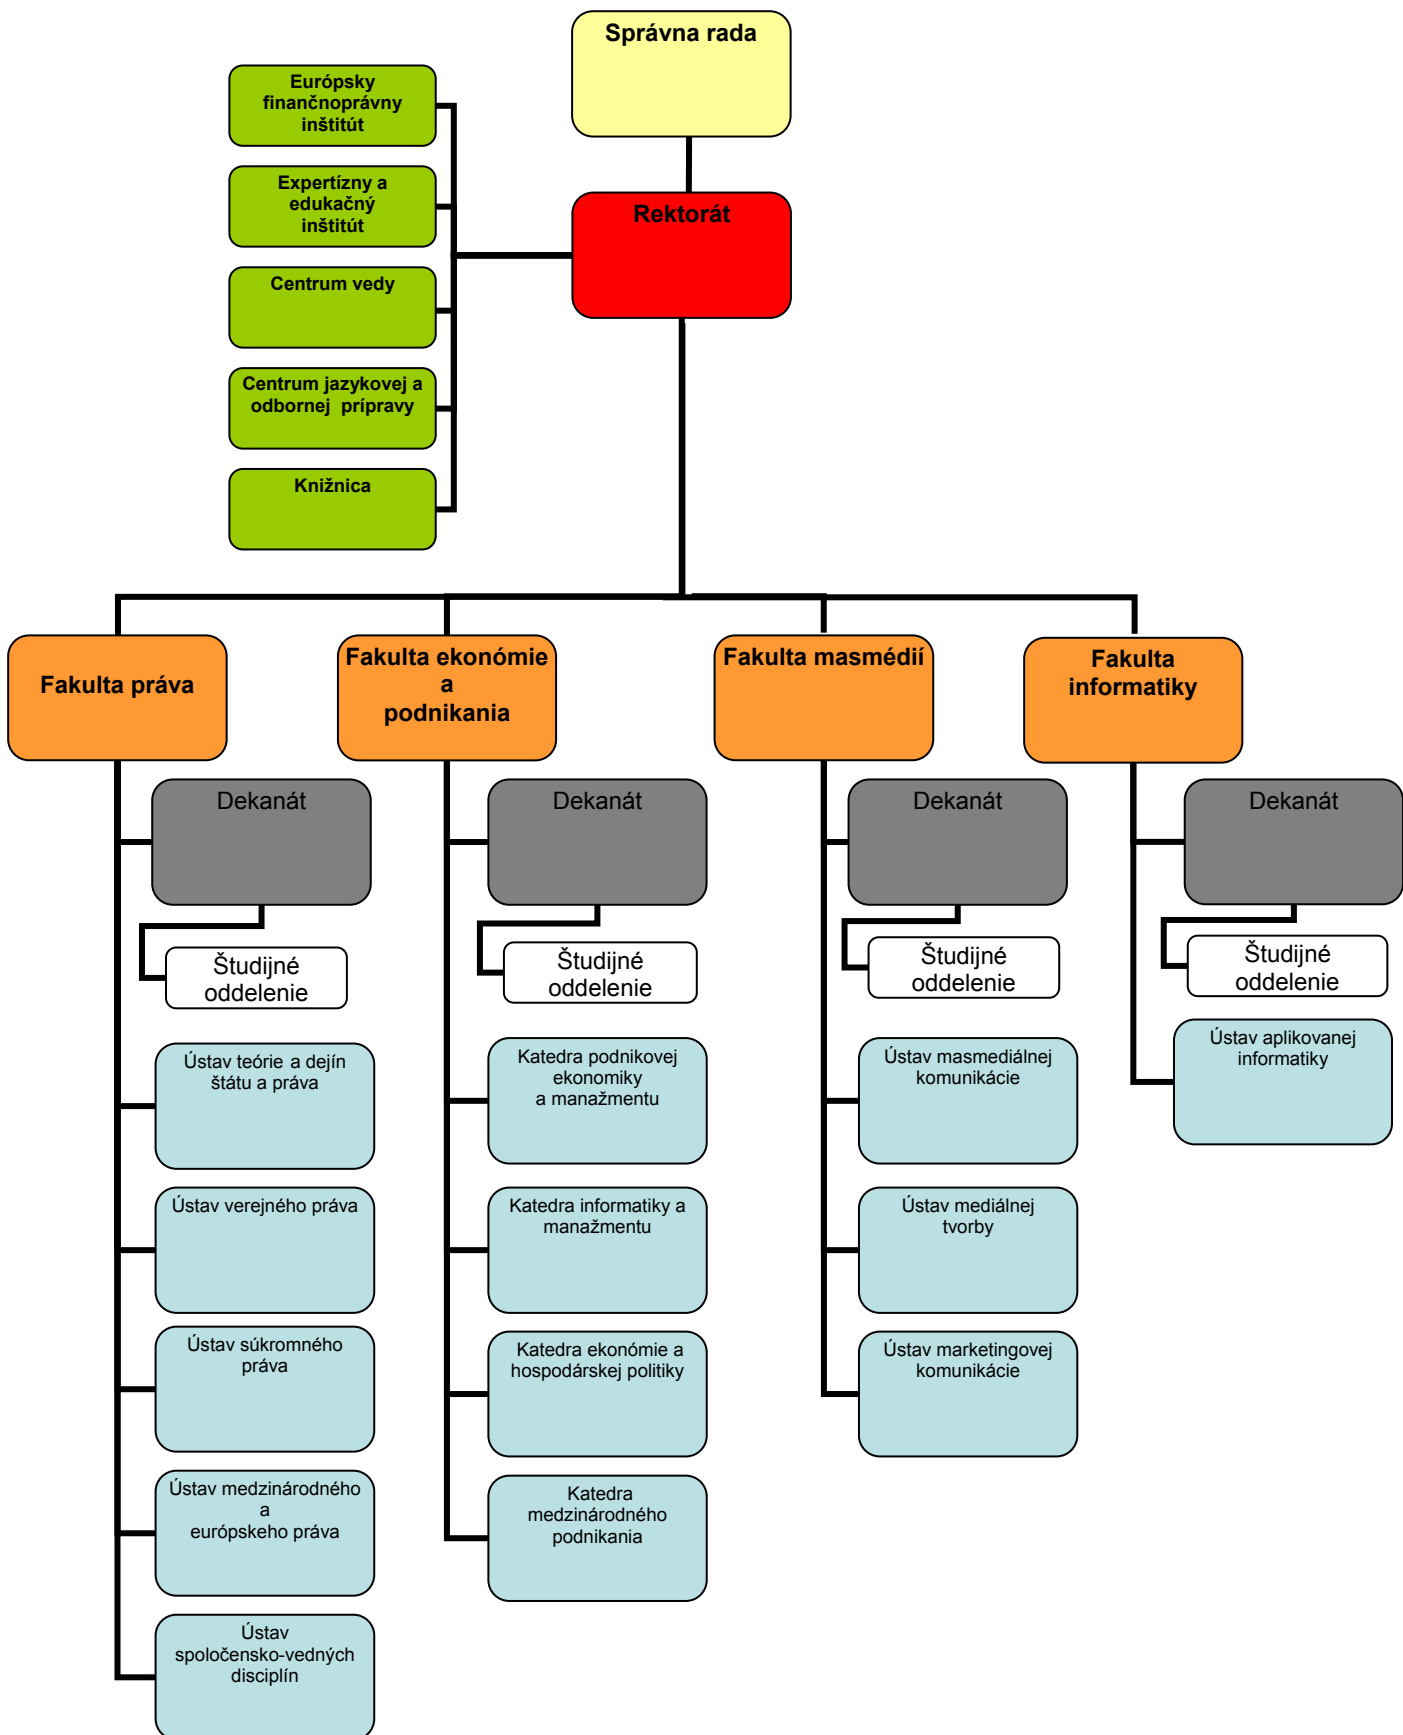 Správna rada
Európsky
finančnoprávny
inštitút
Expertízny a
edukačný
inštitút
Rektorát
Centrum vedy
Centrum jazykovej a
odbornej  prípravy
Knižnica
Fakulta práva
Fakulta ekonómie
a
podnikania
Fakulta masmédií
Fakulta
informatiky
Dekanát
Dekanát
Dekanát
Dekanát
Študijné
oddelenie
Študijné
oddelenie
Študijné
oddelenie
Študijné
oddelenie
Ústav teórie a dejín
štátu a práva
Katedra podnikovej
ekonomiky
a manažmentu
Ústav masmediálnej
komunikácie
Ústav aplikovanej
informatiky
Ústav verejného práva
Katedra informatiky a
manažmentu
Ústav mediálnej
tvorby
Ústav súkromného
práva
Katedra ekonómie a
hospodárskej politiky
Ústav marketingovej
komunikácie
Ústav medzinárodného
a
európskeho práva
Katedra
medzinárodného
podnikania
Ústav
spoločensko-vedných
disciplín